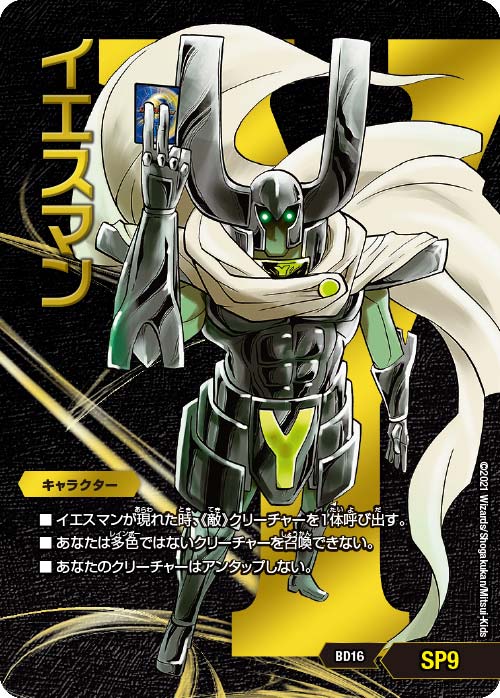 イエスマン
Y
キャラクター
■ イエスマンが現れた時、《敵》クリーチャーを1体呼び出す。
■ あなたは多色ではないクリーチャーを召喚できない。
■ あなたのクリーチャーはアンタップしない。
©2021 Wizards/Shogakukan/Mitsui-Kids
BD16
SP9